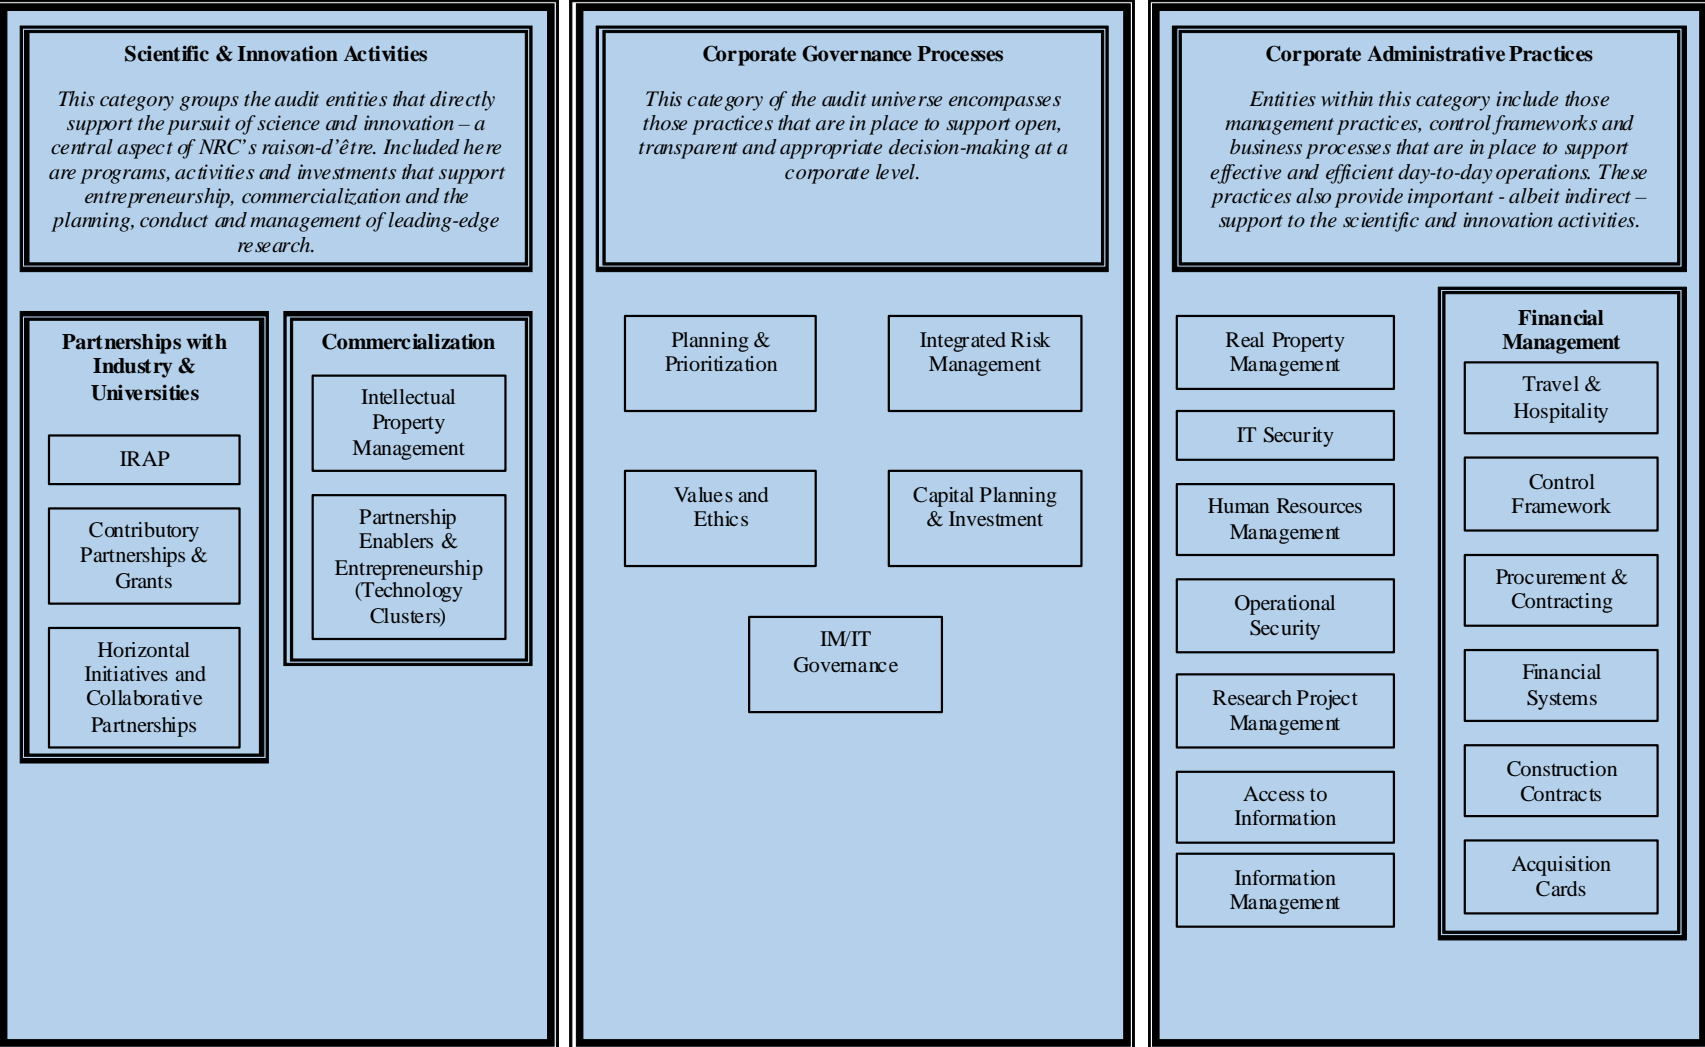 Scientific & Innovation Activities
This category groups the audit entities that directly
support the pursuit of science and innovation – a
central aspect of NRC’s raison-d’être. Included here
are programs, activities and investments that support
entrepreneurship, commercialization and the
planning, conduct and management of leading-edge
research.
Partnerships with
Industry &
Universities
IRAP
Contributory
Partnerships &
Grants
Horizontal
Initiatives and
Collaborative
Partnerships
Commercialization
Intellectual
Property
Management
Partnership
Enablers &
Entrepreneurship
(Technology
Clusters)
Corporate Governance Processes
This category of the audit universe encompasses
those practices that are in place to support open,
transparent and appropriate decision-making at a
corporate level.
Planning &
Prioritization
Integrated Risk
Management
Values and
Ethics
Capital Planning
& Investment
IM/IT
Governance
Corporate Administrative Practices
Entities within this category include those
management practices, control frameworks and
business processes that are in place to support
effective and efficient day-to-day operations. These
practices also provide important - albeit indirect –
support to the scientific and innovation activities.
Real Property
Management
IT Security
Human Resources
Management
Operational
Security
Research Project
Management
Access to
Information
Information
Management
Financial
Management
Travel &
Hospitality
Control
Framework
Procurement &
Contracting
Financial
Systems
Construction
Contracts
Acquisition
Cards